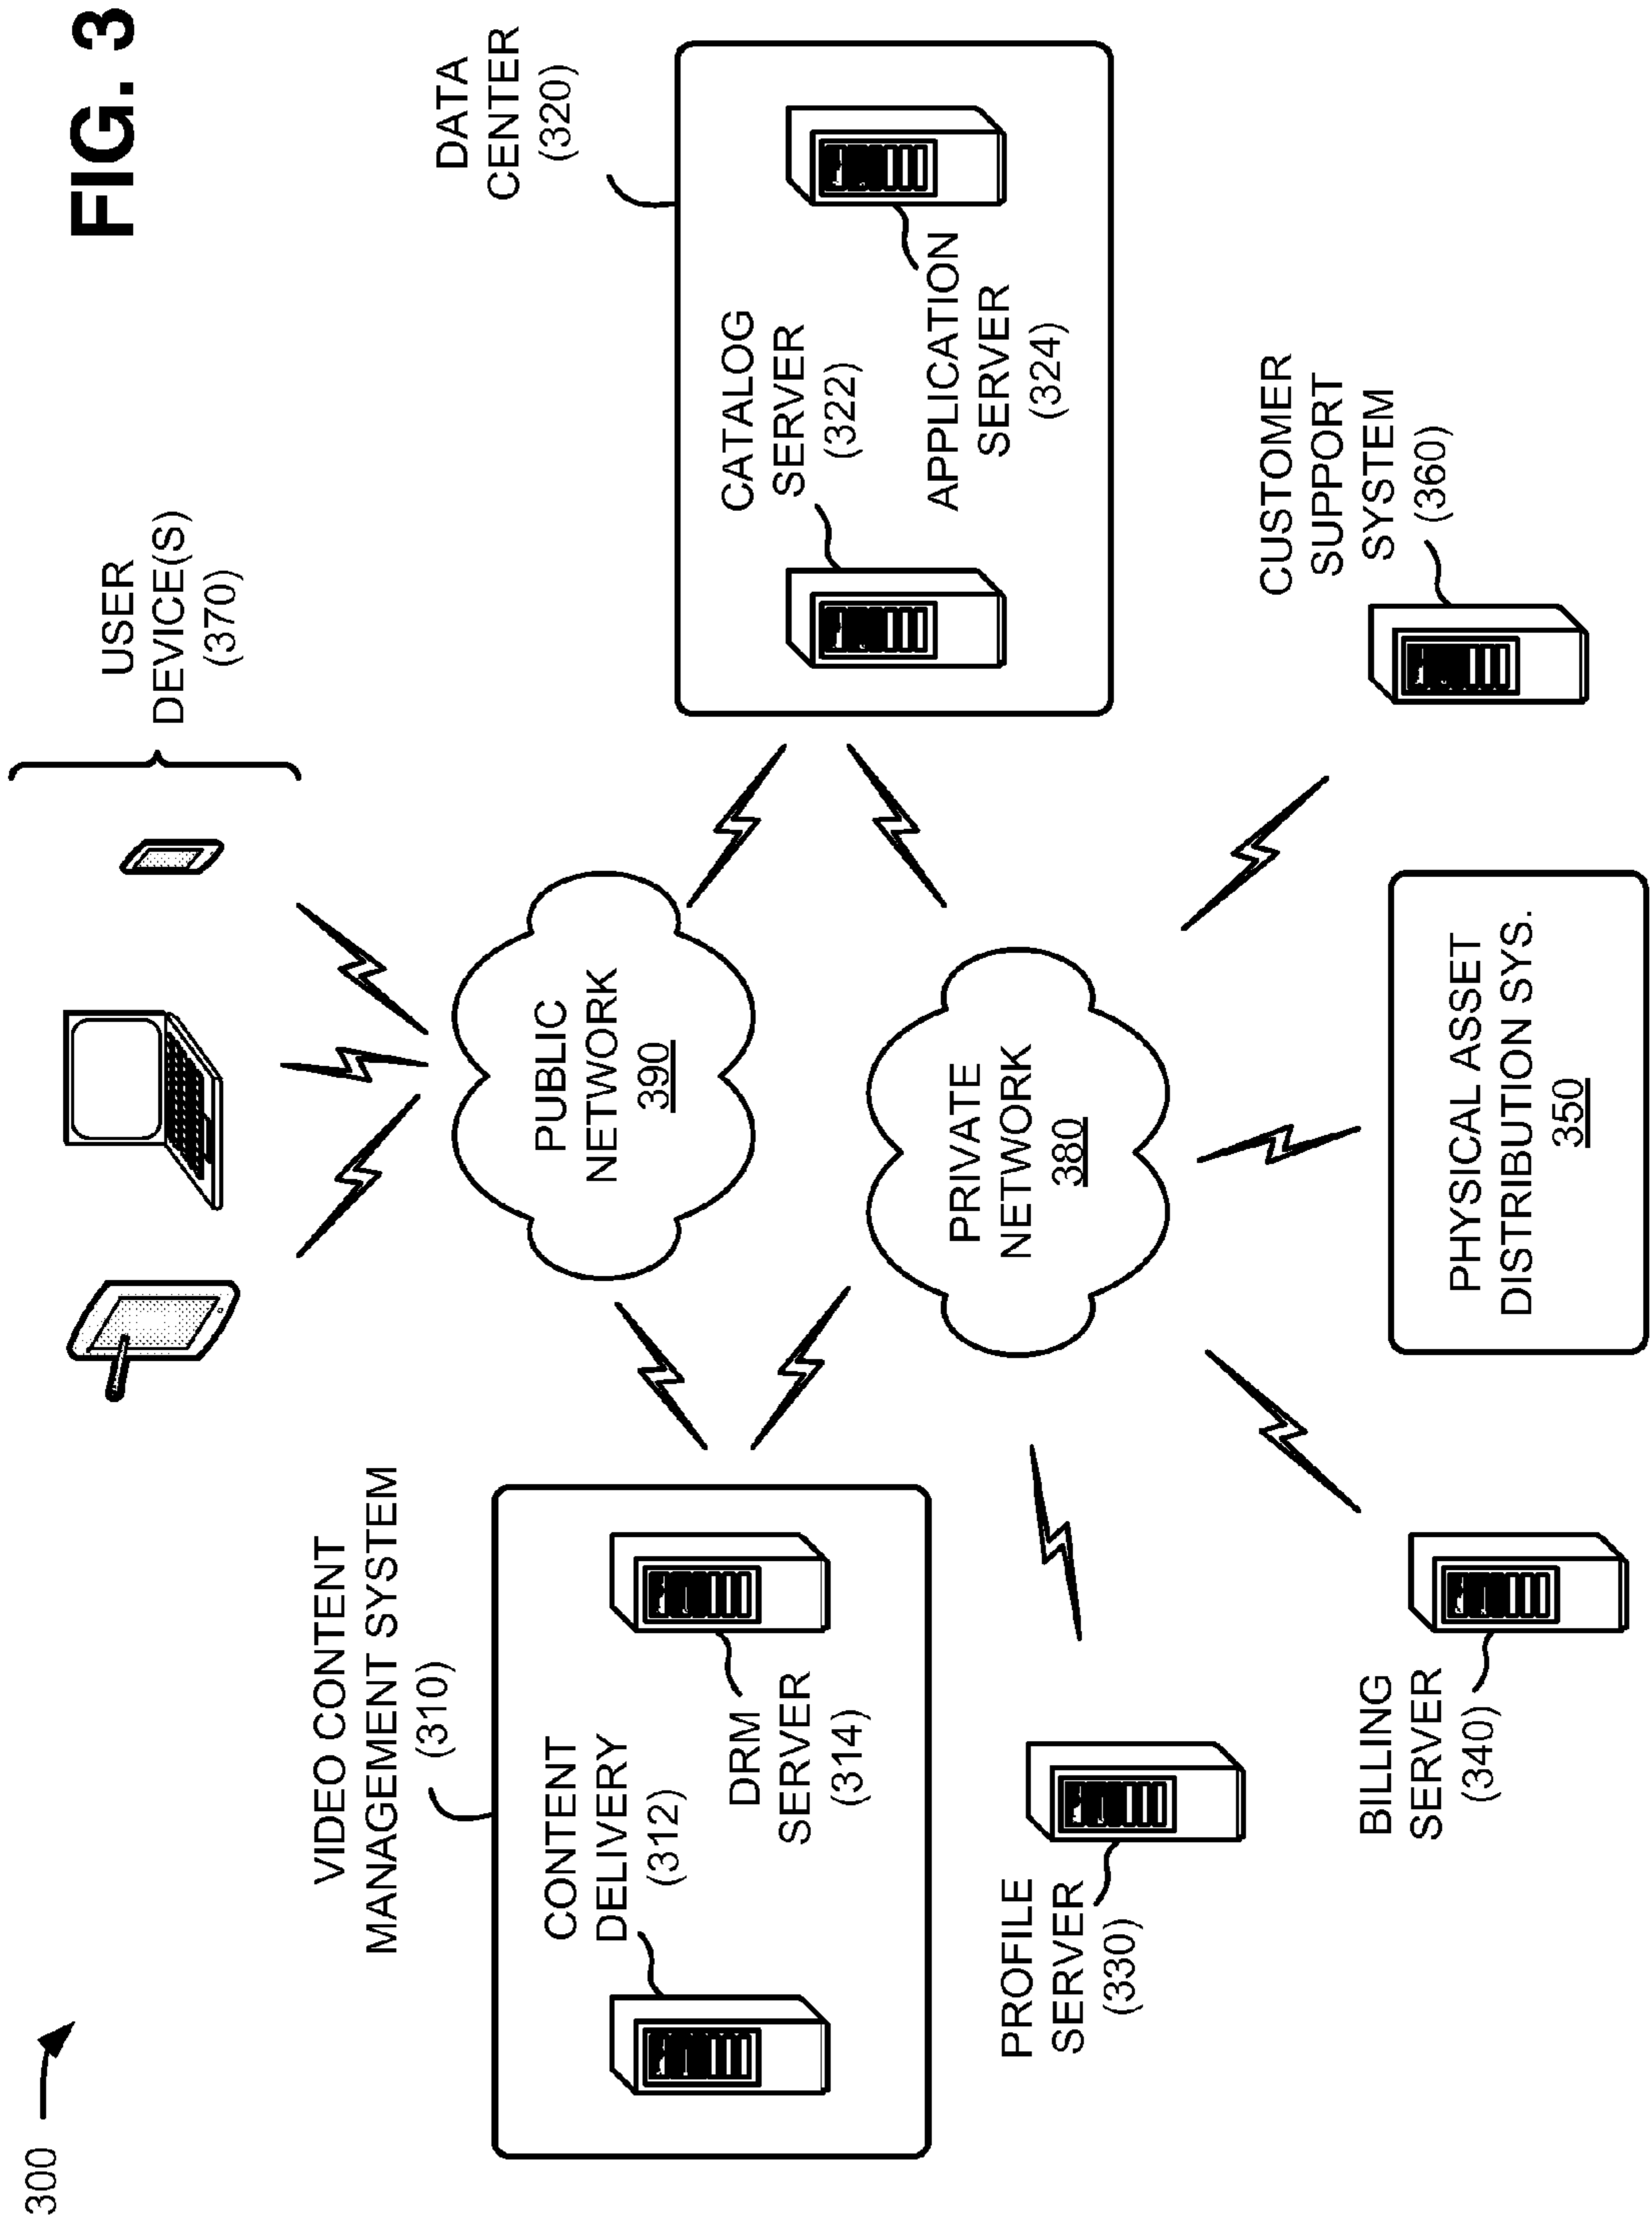 300
FIG. 3
USER
DEVICE(S)
(370)
VIDEO CONTENT
MANAGEMENT SYSTEM
(310)
DATA
CENTER
(320)
CONTENT
DELIVERY
(312)
DRM
SERVER
(314)
PUBLIC
NETWORK
390
CATALOG
SERVER
(322)
APPLICATION
SERVER
(324)
PRIVATE
NETWORK
380
PROFILE
SERVER
(330)
BILLING
SERVER
(340)
PHYSICAL ASSET
DISTRIBUTION SYS.
350
CUSTOMER
SUPPORT
SYSTEM
(360)